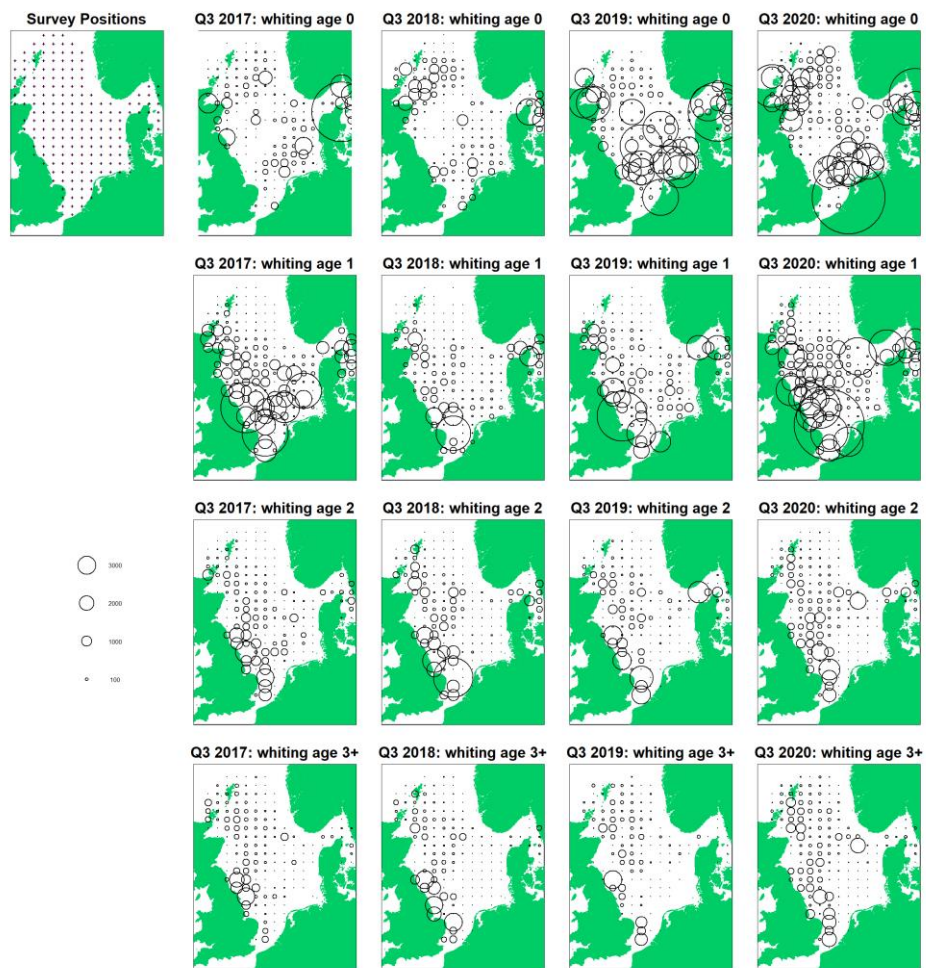 Survey Positions
Q3 2017: whiting age 0
Q3 2018: whiting age 0
Q3 2019: whiting age 0
Q3 2020: whiting age 0
Q3 2017: whiting age 1
Q3 2018: whiting age 1
Q3 2019: whiting age 1
Q3 2020: whiting age 1
Q3 2017: whiting age 2
Q3 2018: whiting age 2
Q3 2019: whiting age 2
Q3 2020: whiting age 2
3000
2000
1000
100
Q3 2017: whiting age 3+
Q3 2018: whiting age 3+
Q3 2019: whiting age 3+
Q3 2020: whiting age 3+